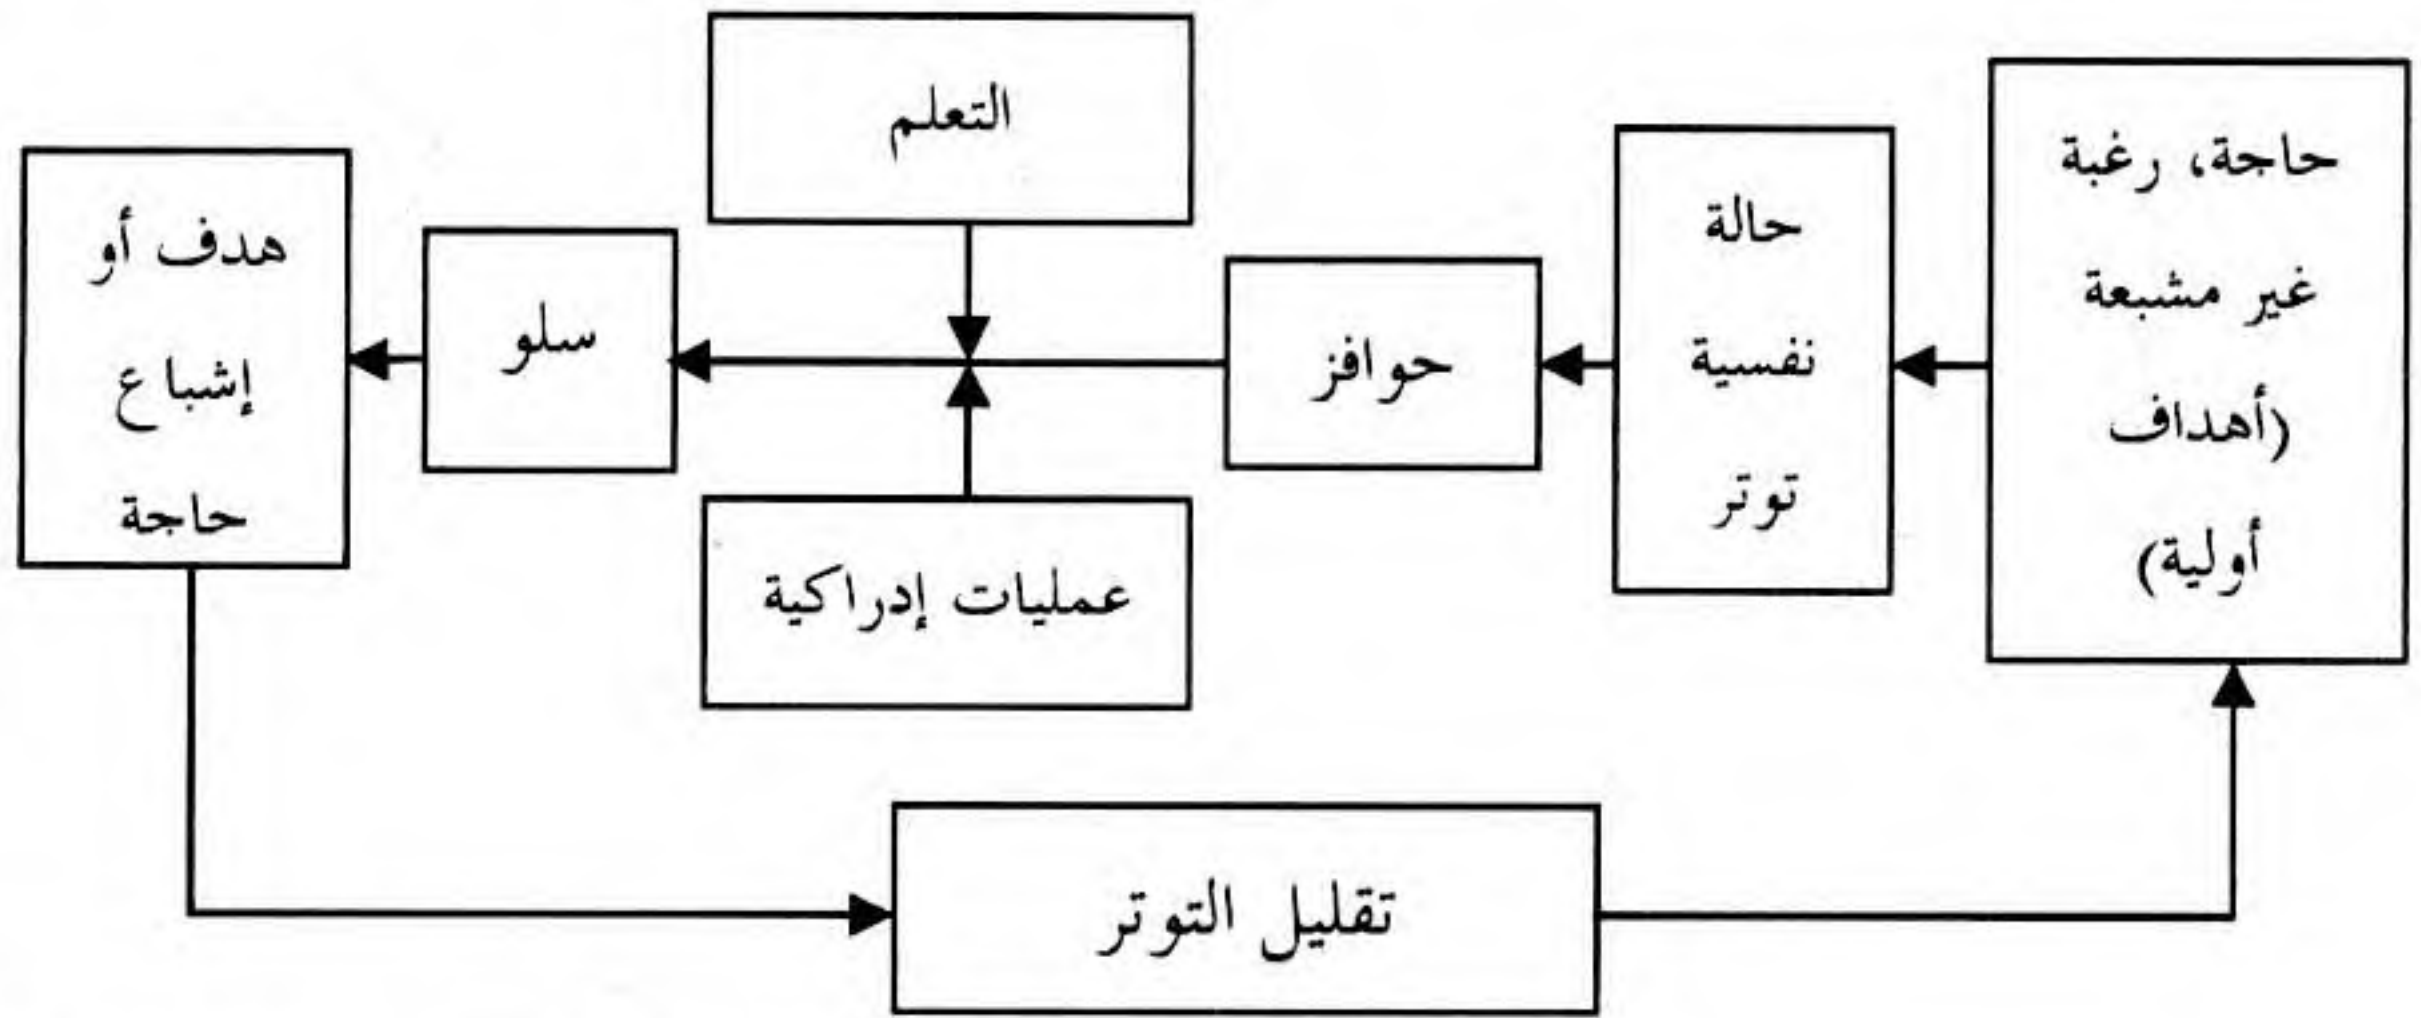 حاجة، رغبة
غير مشبعة
(أهداف
أولية)
حالة
نفسية
توتر
حوافز
التعلم
عمليات إدراكية
سلو
هدف أو
إشباع
حاجة
تقليل التوتر